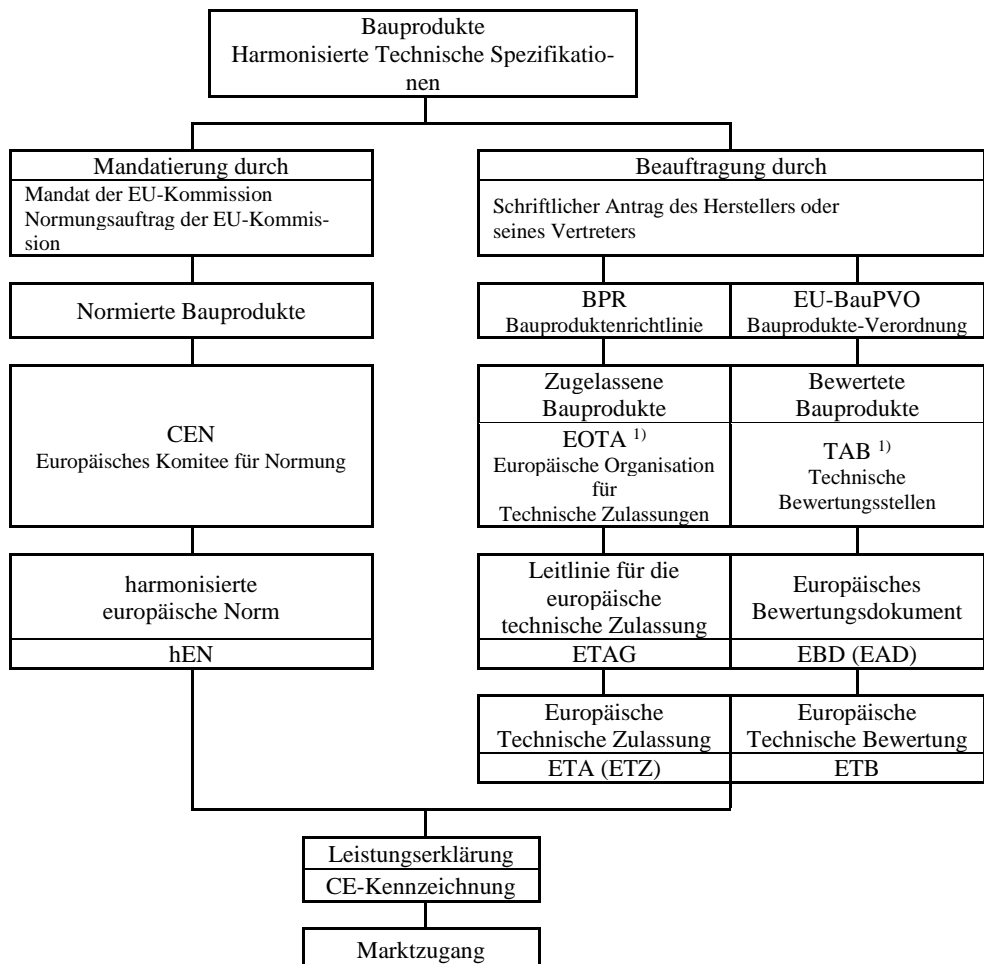 Bauprodukte
Harmonisierte Technische Spezifikatio-
nen
Mandatierung durch
Mandat der EU-Kommission
Normungsauftrag der EU-Kommis-
sion
Beauftragung durch
Schriftlicher Antrag des Herstellers oder
seines Vertreters
Normierte Bauprodukte
BPR
Bauproduktenrichtlinie
EU-BauPVO
Bauprodukte-Verordnung
CEN
Europäisches Komitee für Normung
Zugelassene
Bauprodukte
EOTA 1)
Europäische Organisation
für
Technische Zulassungen
Bewertete
Bauprodukte
TAB 1)
Technische
Bewertungsstellen
harmonisierte
europäische Norm
hEN
Leitlinie für die
europäische
technische Zulassung
ETAG
Europäisches
Bewertungsdokument
EBD (EAD)
Europäische
Technische Zulassung
ETA (ETZ)
Europäische
Technische Bewertung
ETB
Leistungserklärung
CE-Kennzeichnung
Marktzugang